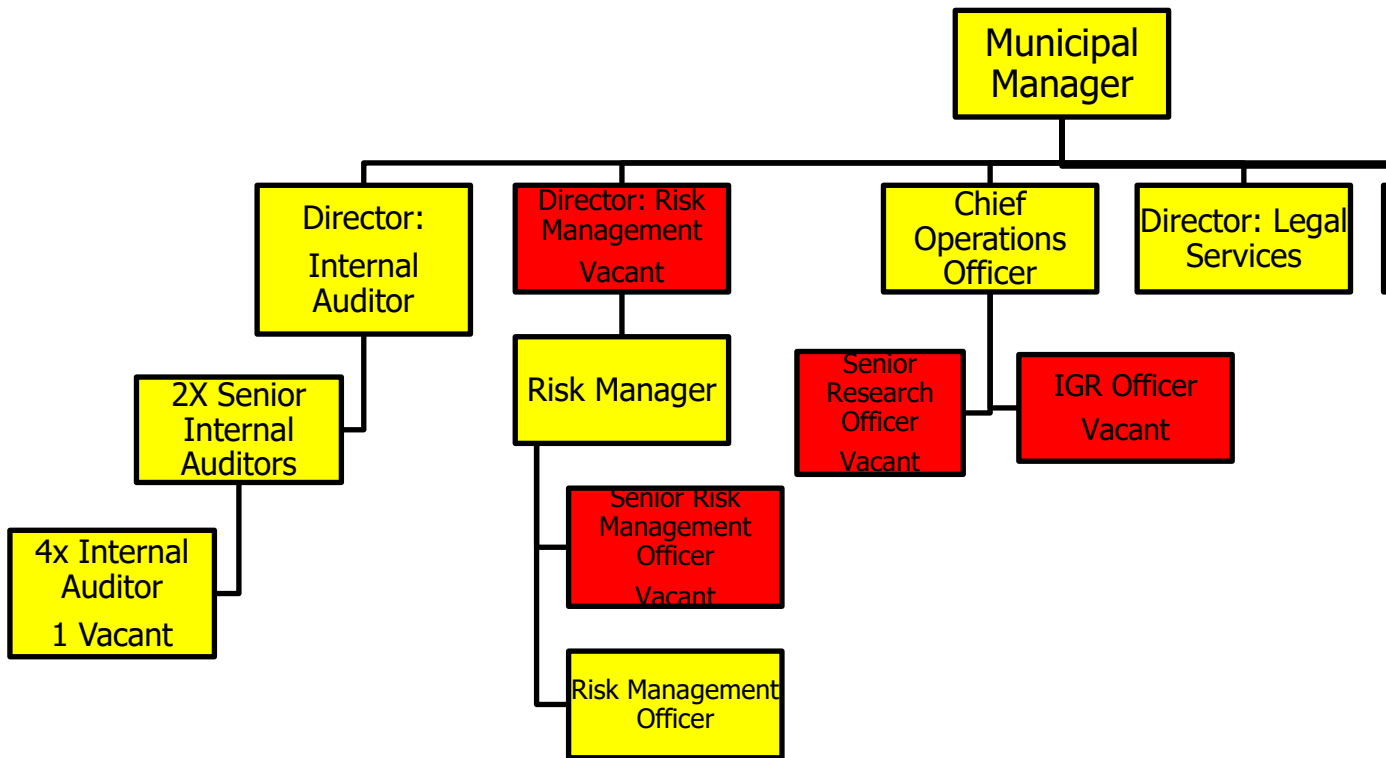 Municipal
Manager
Director:
Internal
Auditor
Director: Risk
Management
Vacant
Chief
Operations
Officer
Director: Legal
Services
2X Senior
Internal
Auditors
Risk Manager
Senior
Research
Officer
Vacant
IGR Officer
Vacant
4x Internal
Auditor
1 Vacant
Senior Risk
Management
Officer
Vacant
Risk Management
Officer